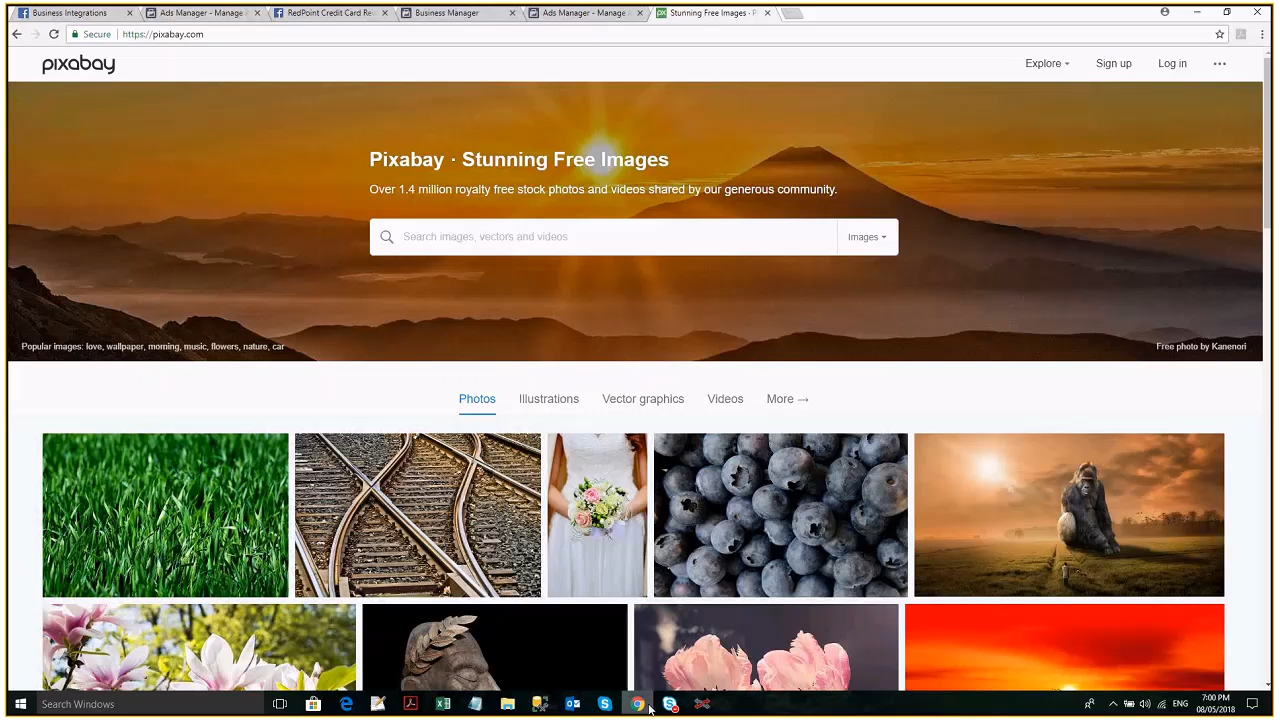 Business Integrations
Ads Manager - Manage
RedPoint Credit Card Re
Business Manager
Ads Manager - Manage
Stunning Free Images - P
Secure
https://pixabay.com
pixabay
Explore
Sign up
Log in
Pixabay · Stunning Free Images
Over 1.4 million royalty free stock photos and videos shared by our generous community.
Search images, vectors and videos
Images
Popular images: love, wallpaper, morning, music, flowers, nature, car
Free photo by Kanenori
Photos
Illustrations
Vector graphics
Videos
More →
Search Windows
ENG
7:00 PM
08/05/2018